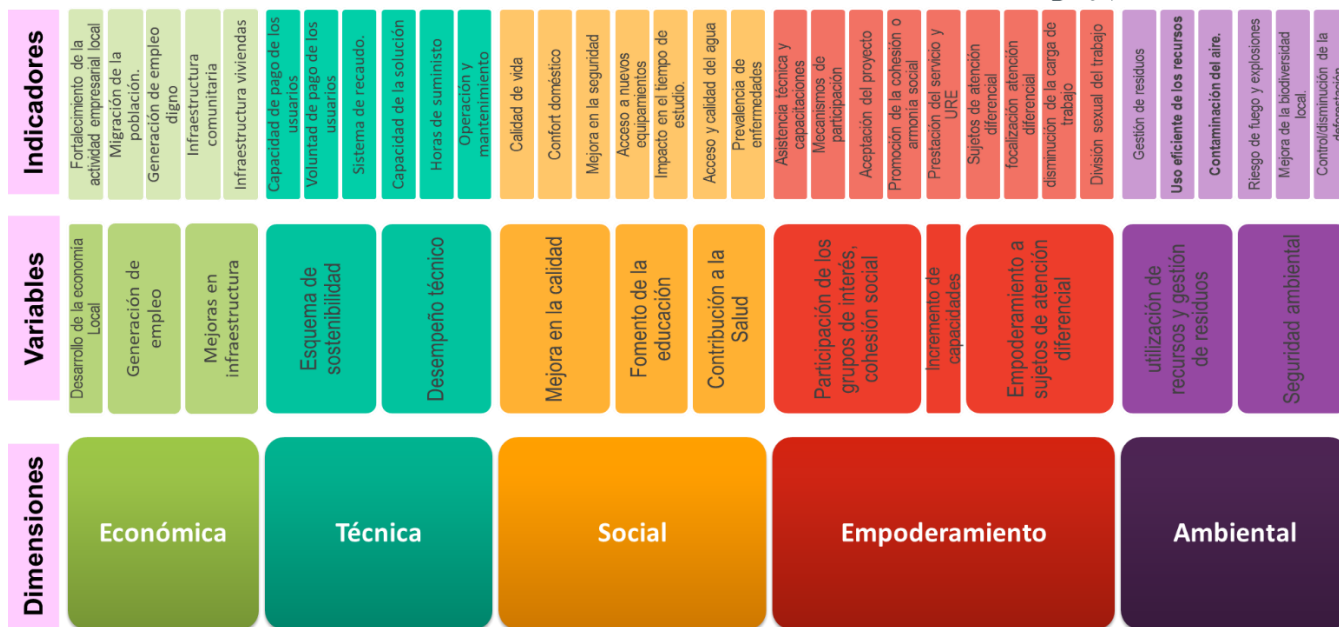 Indicadores
Fortalecimiento de la
actividad empresarial local
Migración de la
población.
Generación de empleo
digno
Infraestructura
comunitaria
Infraestructura viviendas
Capacidad de pago de los
usuarios
Voluntad de pago de los
usuarios
Sistema de recaudo.
Capacidad de la solución
Horas de suministro
Operación y
mantenimiento
Calidad de vida
Confort doméstico
Mejora en la seguridad
Acceso a nuevos
equipamientos
Impacto en el tiempo de
estudio.
Acceso y calidad del agua
Prevalencia de
enfermedades
Asistencia técnica y
capacitaciones
Mecanismos de
participación
Aceptación del proyecto
Promoción de la cohesión o
armonia social
Prestación del servicio y
URE
Sujetos de atención
diferencial
focalización atención
diferencial
disminución de la carga de
trabajo
División sexual del trabajo
Gestión de residuos
Uso eficiente de los recursos
Contaminación del aire.
Riesgo de fuego y explosiones
Mejora de la biodiversidad
local.
Control/disminución de la
Variables
Desarrollo de la economía
Local
Generación de
empleo
Mejoras en
infraestructura
Esquema de
sostenibilidad
Desempeño técnico
Mejora en la calidad
Fomento de la
educación
Contribución a la
Salud
Participación de los
grupos de interés,
cohesión social
Incremento de
capacidades
Empoderamiento a
sujetos de atención
diferencial
utilización de
recursos y gestión
de residuos
Seguridad ambiental
Dimensiones
Económica
Técnica
Social
Empoderamiento
Ambiental